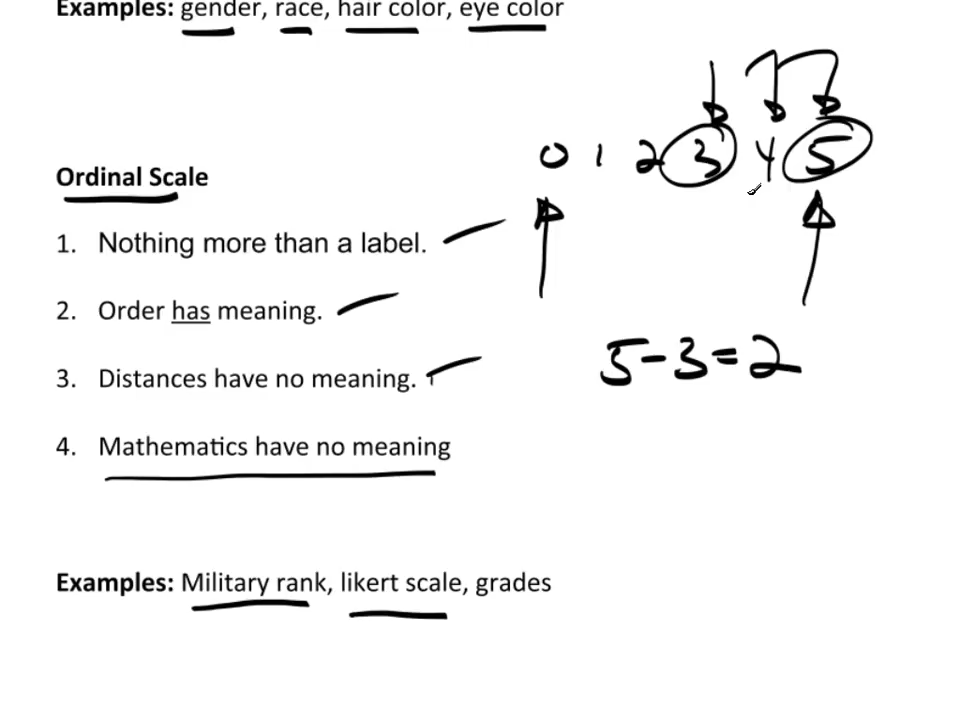 Examples: gender, race, hair color, eye color
0 1 2 3 4 5
Ordinal Scale
1. Nothing more than a label.
2. Order has meaning.
5-3=2
3. Distances have no meaning.
4. Mathematics have no meaning
Examples: Military rank, likert scale, grades